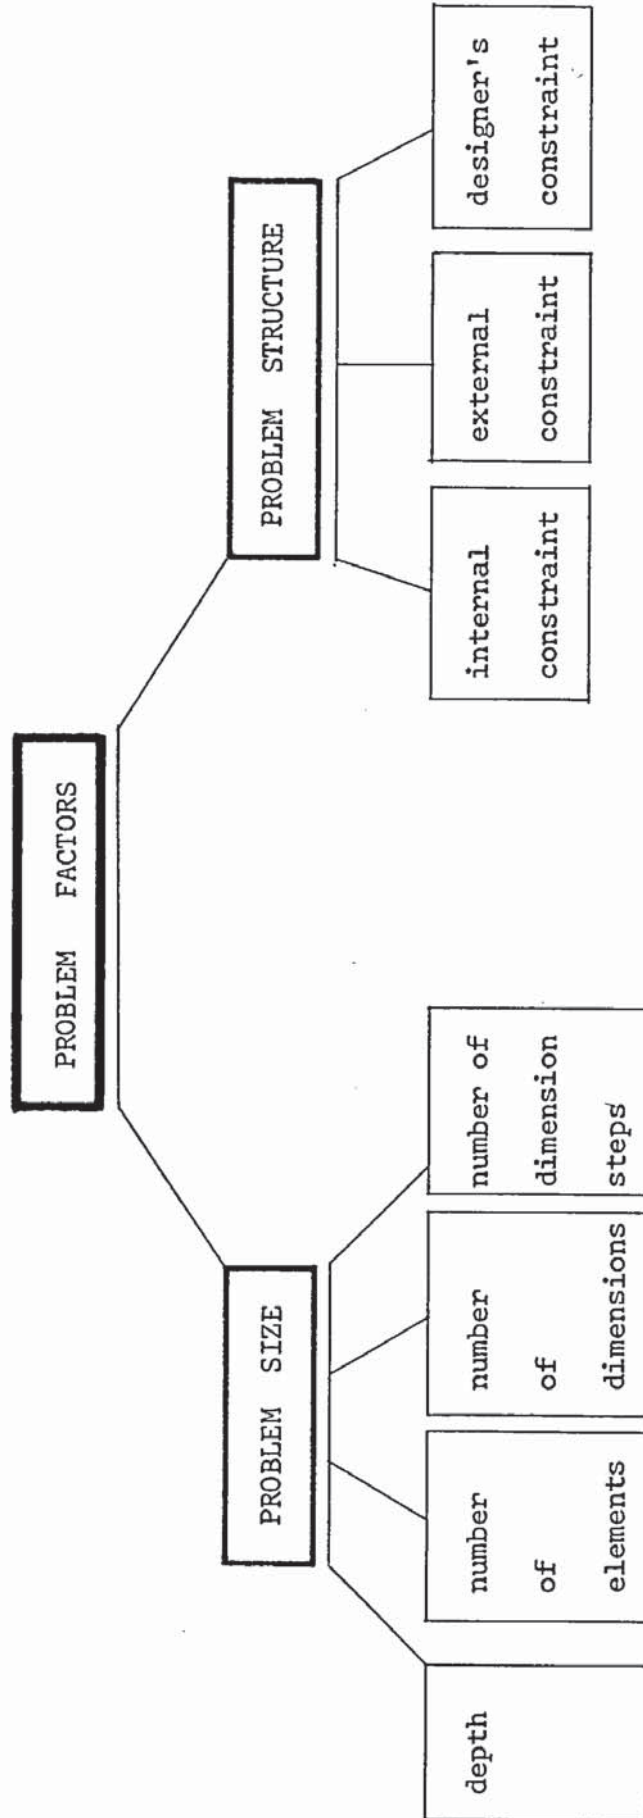 PROBLEM FACTORS
PROBLEM SIZE
PROBLEM STRUCTURE
depth
number
of
elements
number
of
dimensions
number of
dimension
steps
internal
constraint
external
constraint
designer's
constraint